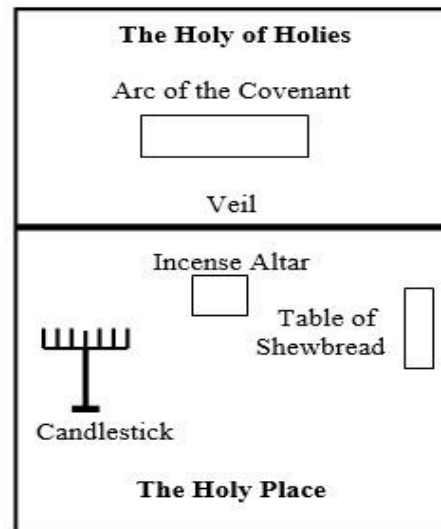 The Holy of Holies
Arc of the Covenant
Veil
Incense Altar
Table of
Shewbread
Candlestick
The Holy Place